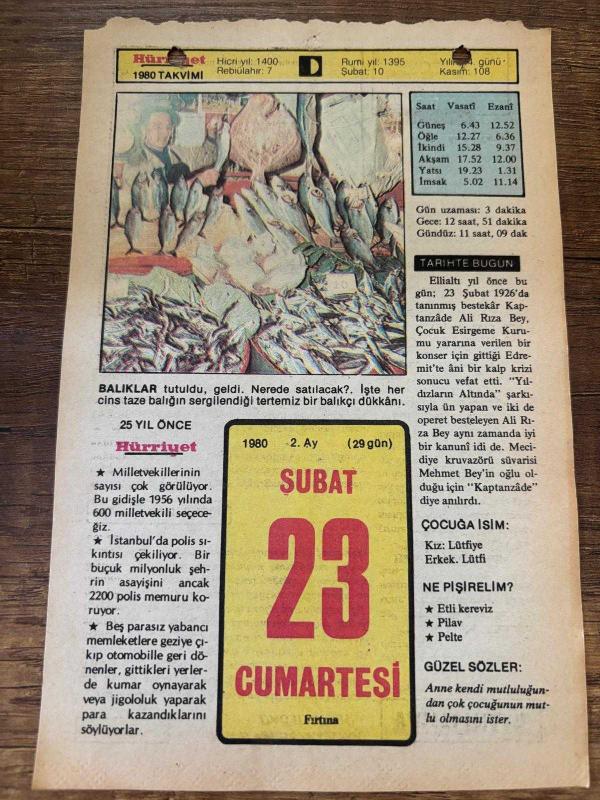 Hürriyet
1980 TAKVİMİ
Hicri yıl: 1400
Rebiülahir: 7
Rumi yıl: 1395
Şubat: 10
4. günü
Kasım: 108
BALIKLAR tutuldu, geldi. Nerede satılacak?. İşte her
cins taze balığın sergilendiği tertemiz bir balıkçı dükkânı.
Saat Vasatî Ezanî
Güneş 6.43 12.52
Öğle 12.27 6.36
İkindi 15.28 9.37
Akşam 17.52 12.00
Yatsı 19.23 1.31
İmsak 5.02 11.14
Gün uzaması: 3 dakika
Gece: 12 saat, 51 dakika
Gündüz: 11 saat, 09 dak
TARİHTE BUGÜN
Ellialtı yıl önce bu
gün; 23 Şubat 1926'da
tanınmış bestekâr Kap-
tanzâde Ali Rıza Bey,
Çocuk Esirgeme Kuru-
mu yararına verilen bir
konser için gittiği Edre-
mit'te âni bir kalp krizi
sonucu vefat etti. "Yıl-
dızların Altında" şarkı-
sıyla ün yapan ve iki de
operet besteleyen Ali Rı-
za Bey aynı zamanda iyi
bir kanunî idi de. Meci-
diye kruvazörü süvarisi
Mehmet Bey'in oğlu ol-
duğu için "Kaptanzâde"
diye anılırdı.
ÇOCUĞA İSİM:
Kız: Lütfiye
Erkek. Lütfi
NE PİŞİRELİM?
★ Etli kereviz
★ Pilav
★ Pelte
GÜZEL SÖZLER:
Anne kendi mutluluğun-
dan çok çocuğunun mut-
lu olmasını ister.
25 YIL ÖNCE
Hürriyet
★ Milletvekillerinin
sayısı çok görülüyor.
Bu gidişle 1956 yılında
600 milletvekili seçece-
ğiz.
★ İstanbul'da polis sı-
kıntısı çekiliyor. Bir
buçuk milyonluk şeh-
rin asayişini ancak
2200 polis memuru ko-
ruyor.
★ Beş parasız yabancı
memleketlere geziye çı-
kıp otomobille geri dö-
nenler, gittikleri yerler-
de kumar oynayarak
veya jigololuk yaparak
para kazandıklarını
söylüyorlar.
1980 -2. Ay (29 gün)
ŞUBAT
23
CUMARTESİ
Fırtına